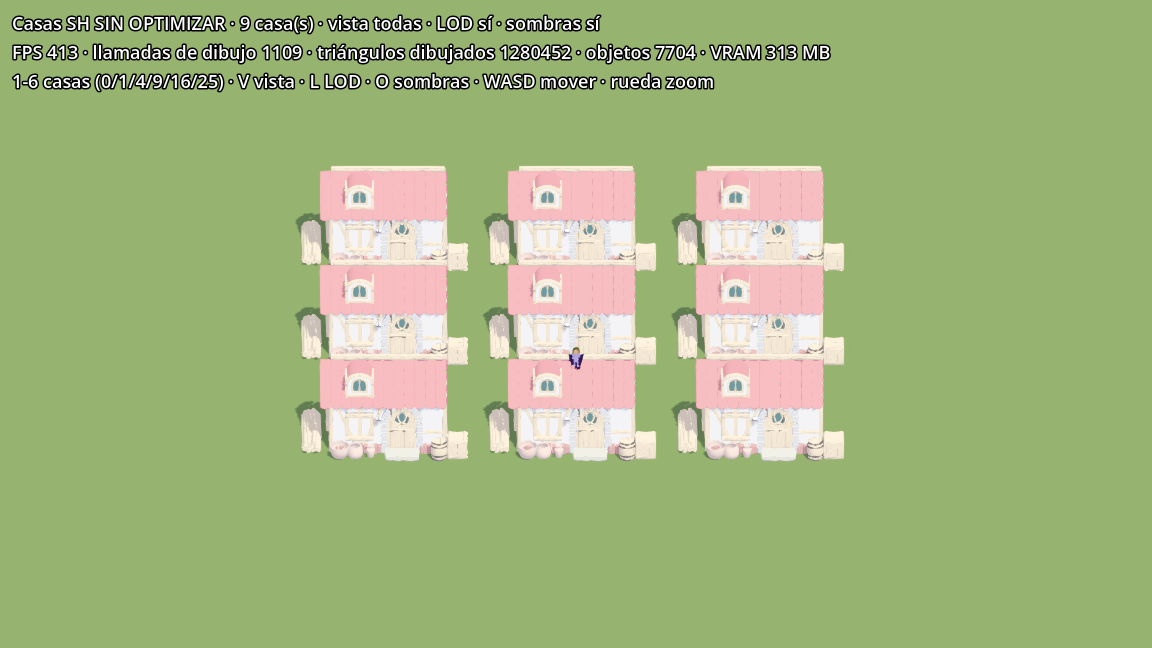 Casas SH SIN OPTIMIZAR · 9 casa(s) · vista todas · LOD sí · sombras sí
FPS 413 · llamadas de dibujo 1109 · triángulos dibujados 1280452 · objetos 7704 · VRAM 313 MB
1-6 casas (0/1/4/9/16/25) · V vista · L LOD · O sombras · WASD mover · rueda zoom